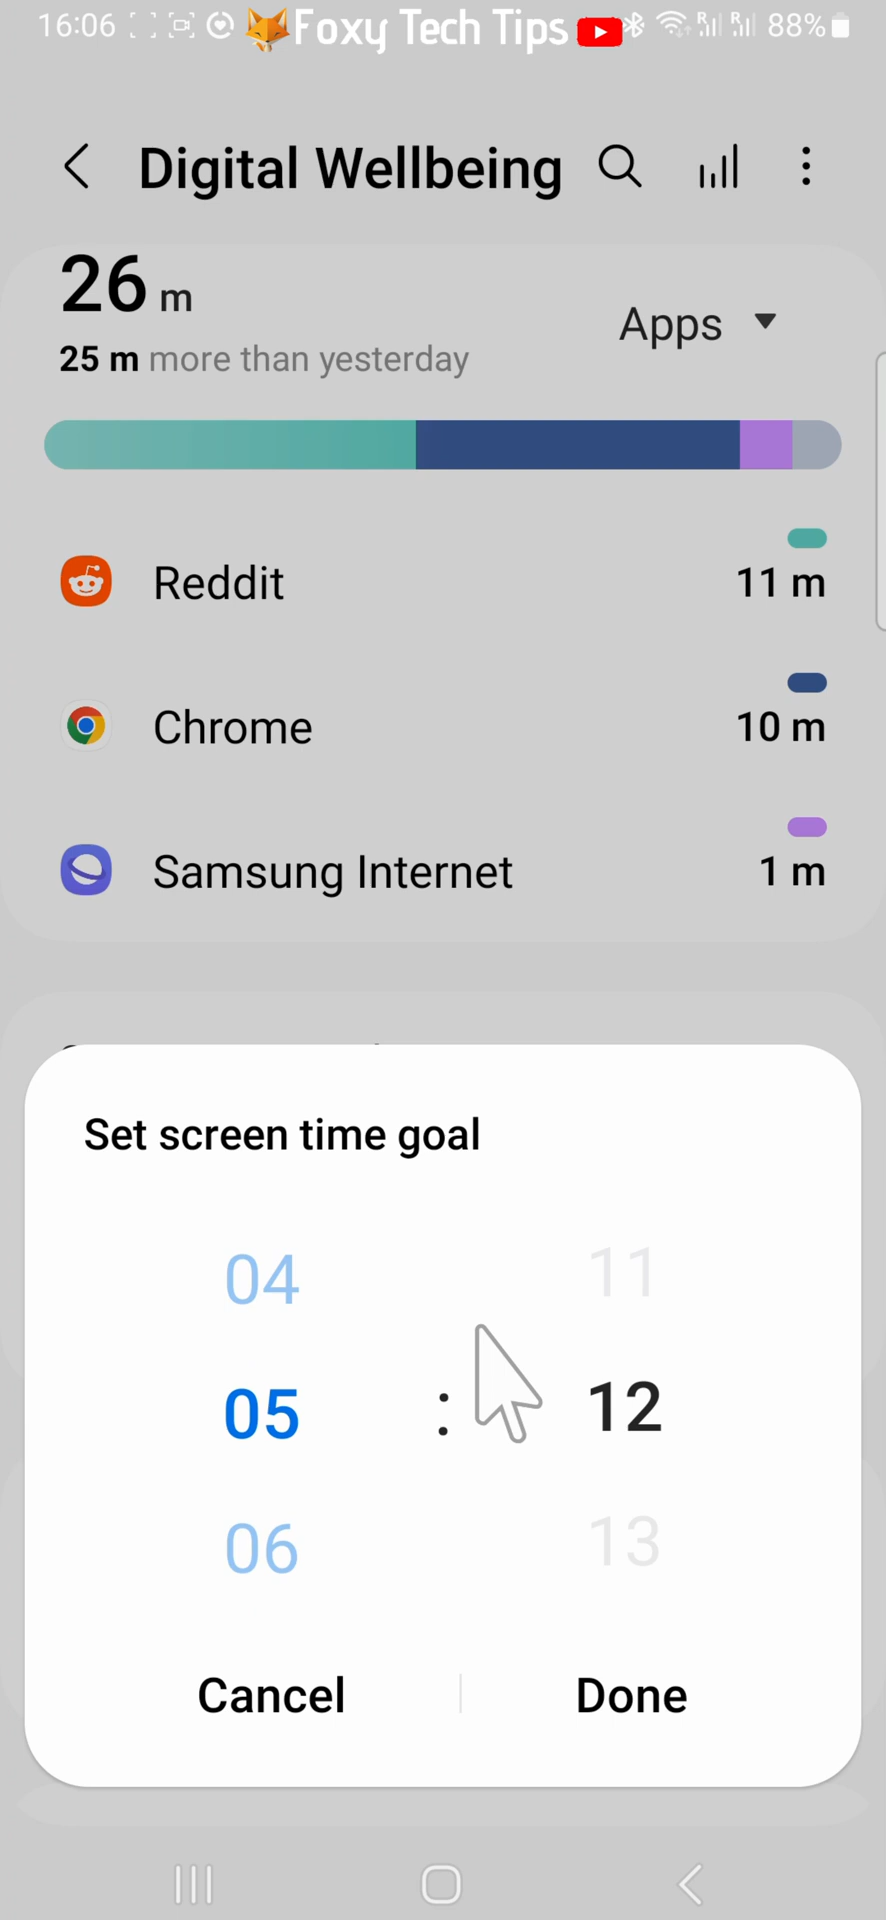 16:06 Foxy Tech Tips R R 88%
Digital Wellbeing
26 m
Apps
25 m more than yesterday
Reddit 11 m
Chrome 10 m
Samsung Internet 1 m
Set screen time goal
04 11
05 : 12
06 13
Cancel Done